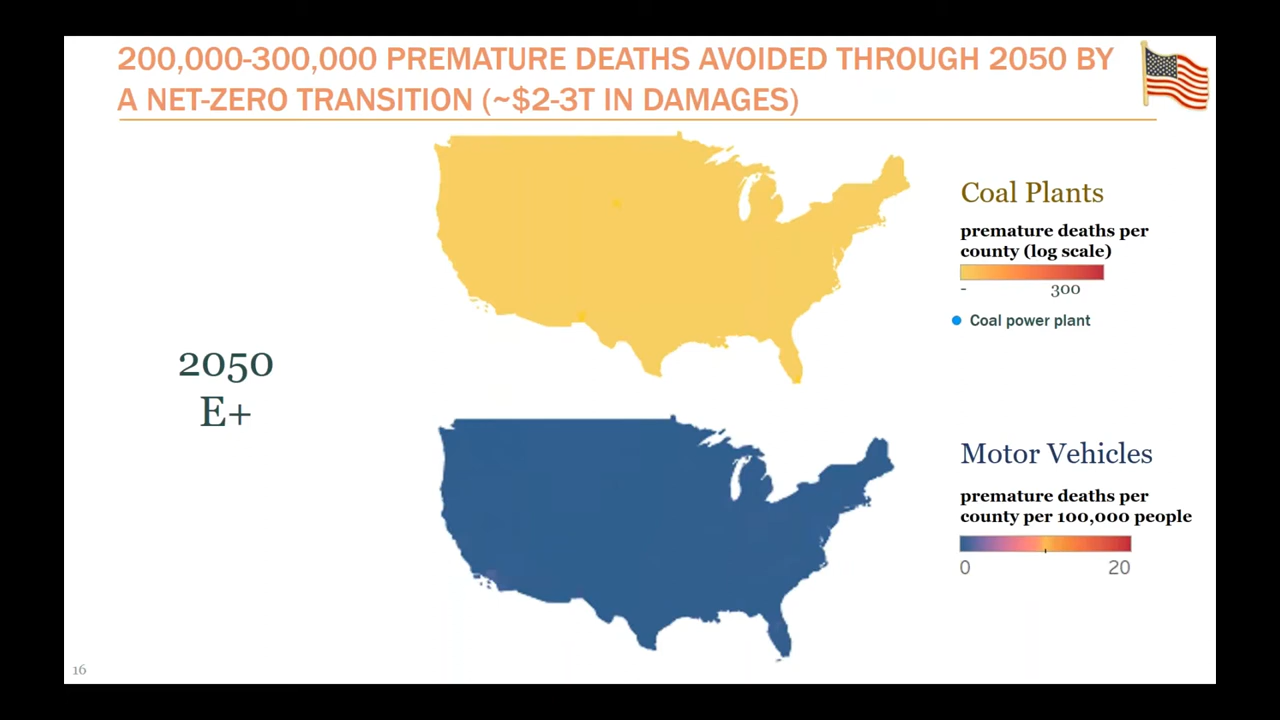 200,000-300,000 PREMATURE DEATHS AVOIDED THROUGH 2050 BY
A NET-ZERO TRANSITION (~$2-3T IN DAMAGES)
Coal Plants
premature deaths per
county (log scale)
- 300
Coal power plant
2050
E+
Motor Vehicles
premature deaths per
county per 100,000 people
0 20
16